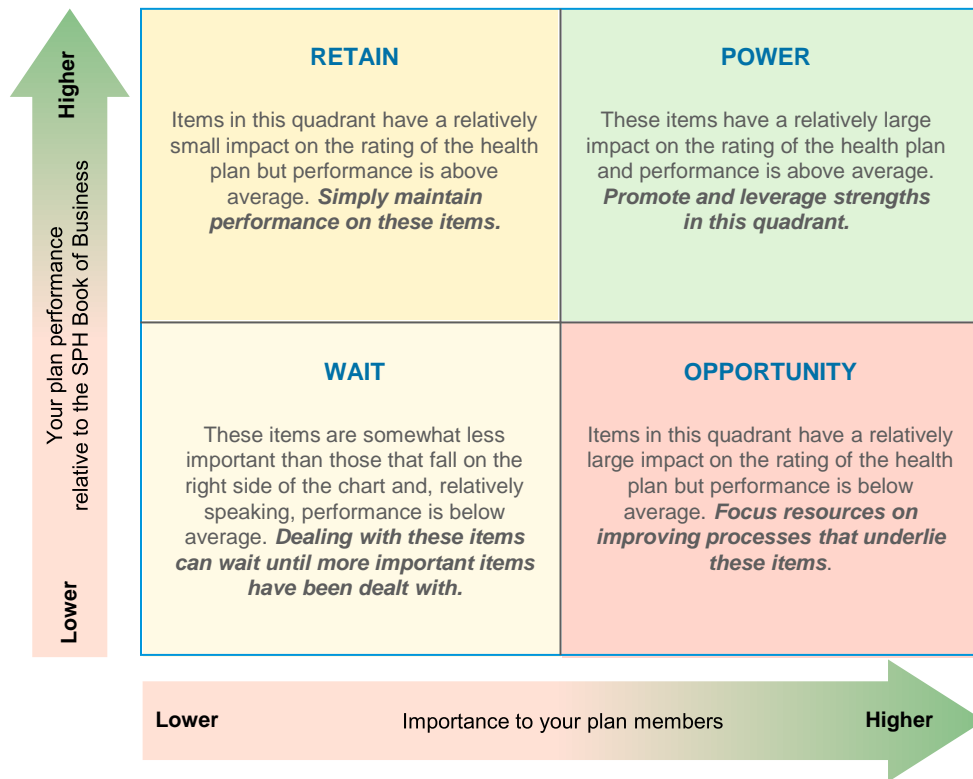 Higher
Your plan performance
relative to the SPH Book of Business
Lower
RETAIN
Items in this quadrant have a relatively
small impact on the rating of the health
plan but performance is above
average. Simply maintain
performance on these items.
POWER
These items have a relatively large
impact on the rating of the health plan
and performance is above average.
Promote and leverage strengths
in this quadrant.
WAIT
These items are somewhat less
important than those that fall on the
right side of the chart and, relatively
speaking, performance is below
average. Dealing with these items
can wait until more important items
have been dealt with.
OPPORTUNITY
Items in this quadrant have a relatively
large impact on the rating of the health
plan but performance is below
average. Focus resources on
improving processes that underlie
these items.
Lower
Importance to your plan members
Higher